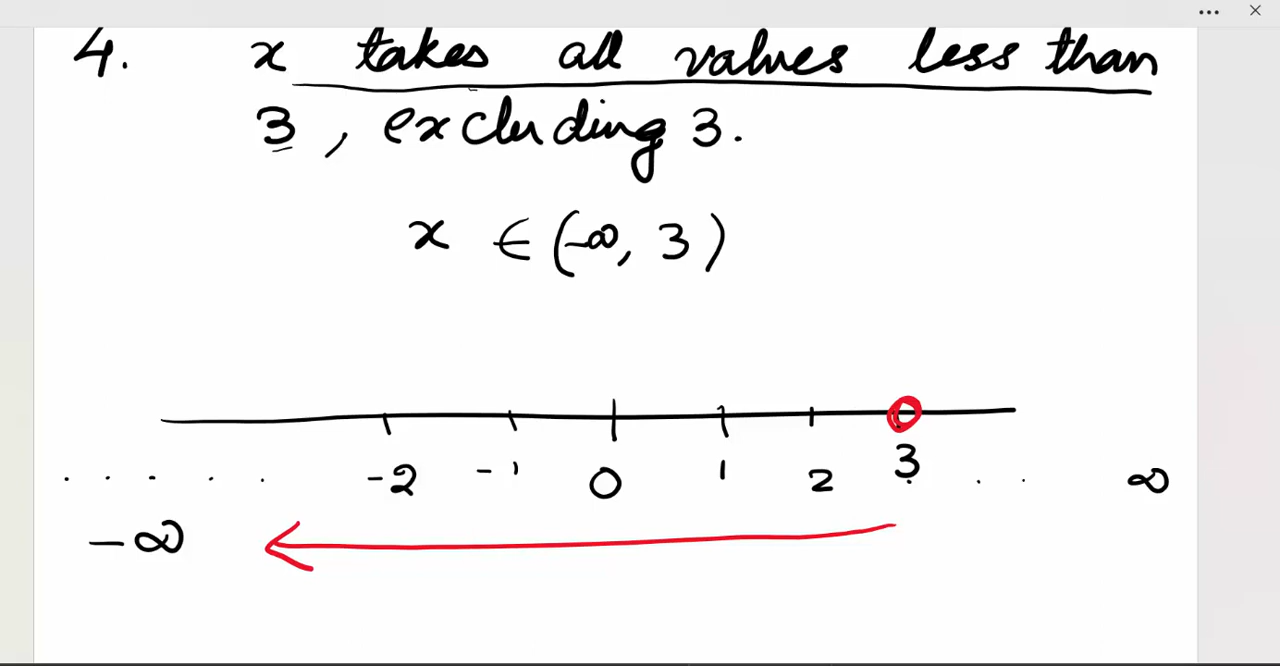 4. x takes all values less than
3, excluding 3.
x ∈ (-∞, 3)
. . . . . -2 -1 0 1 2 3 . . ∞
-∞